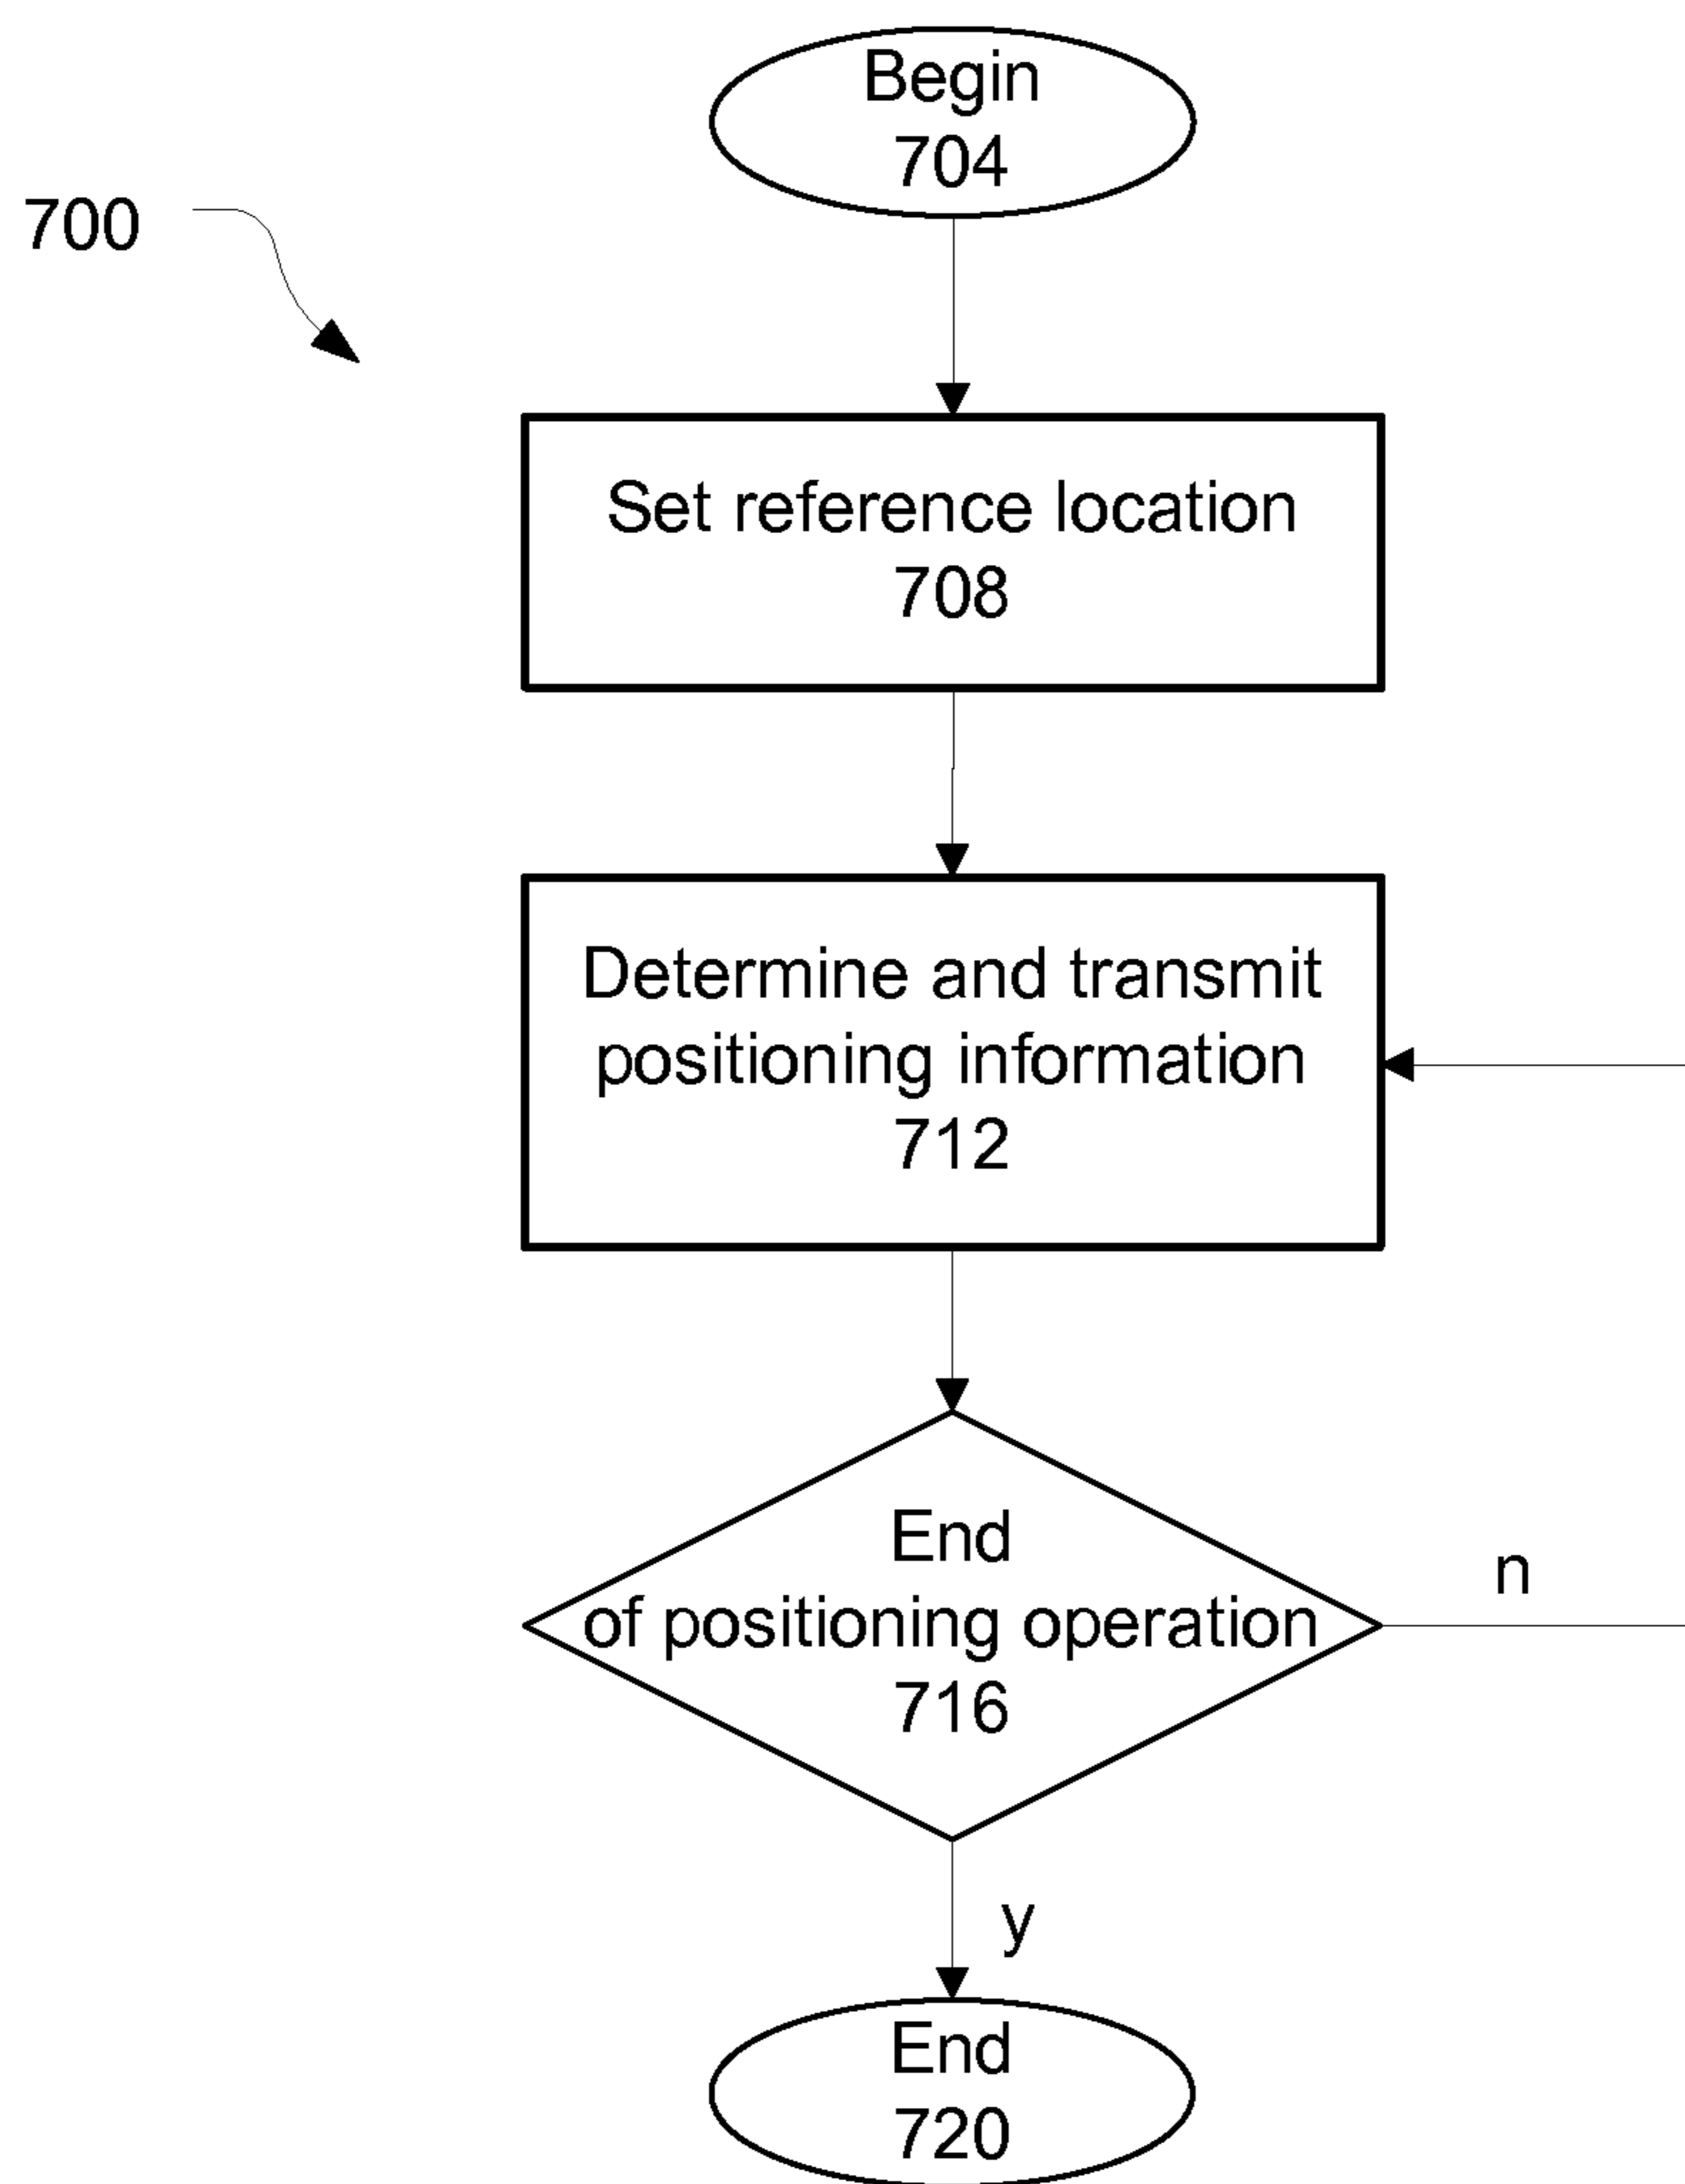 Begin
704
700
Set reference location
708
Determine and transmit
positioning information
712
End
of positioning operation
716
n
y
End
720